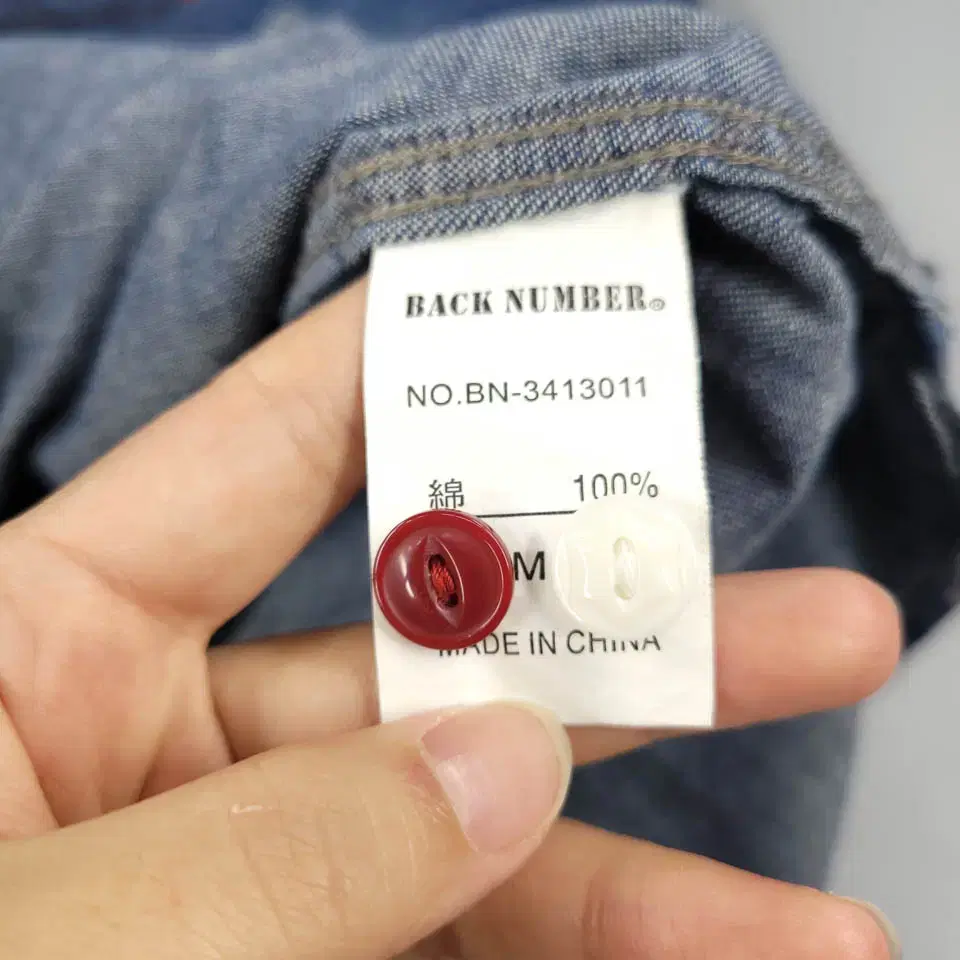 BACK NUMBER®
NO.BN-3413011
綿 100%
M
MADE IN CHINA